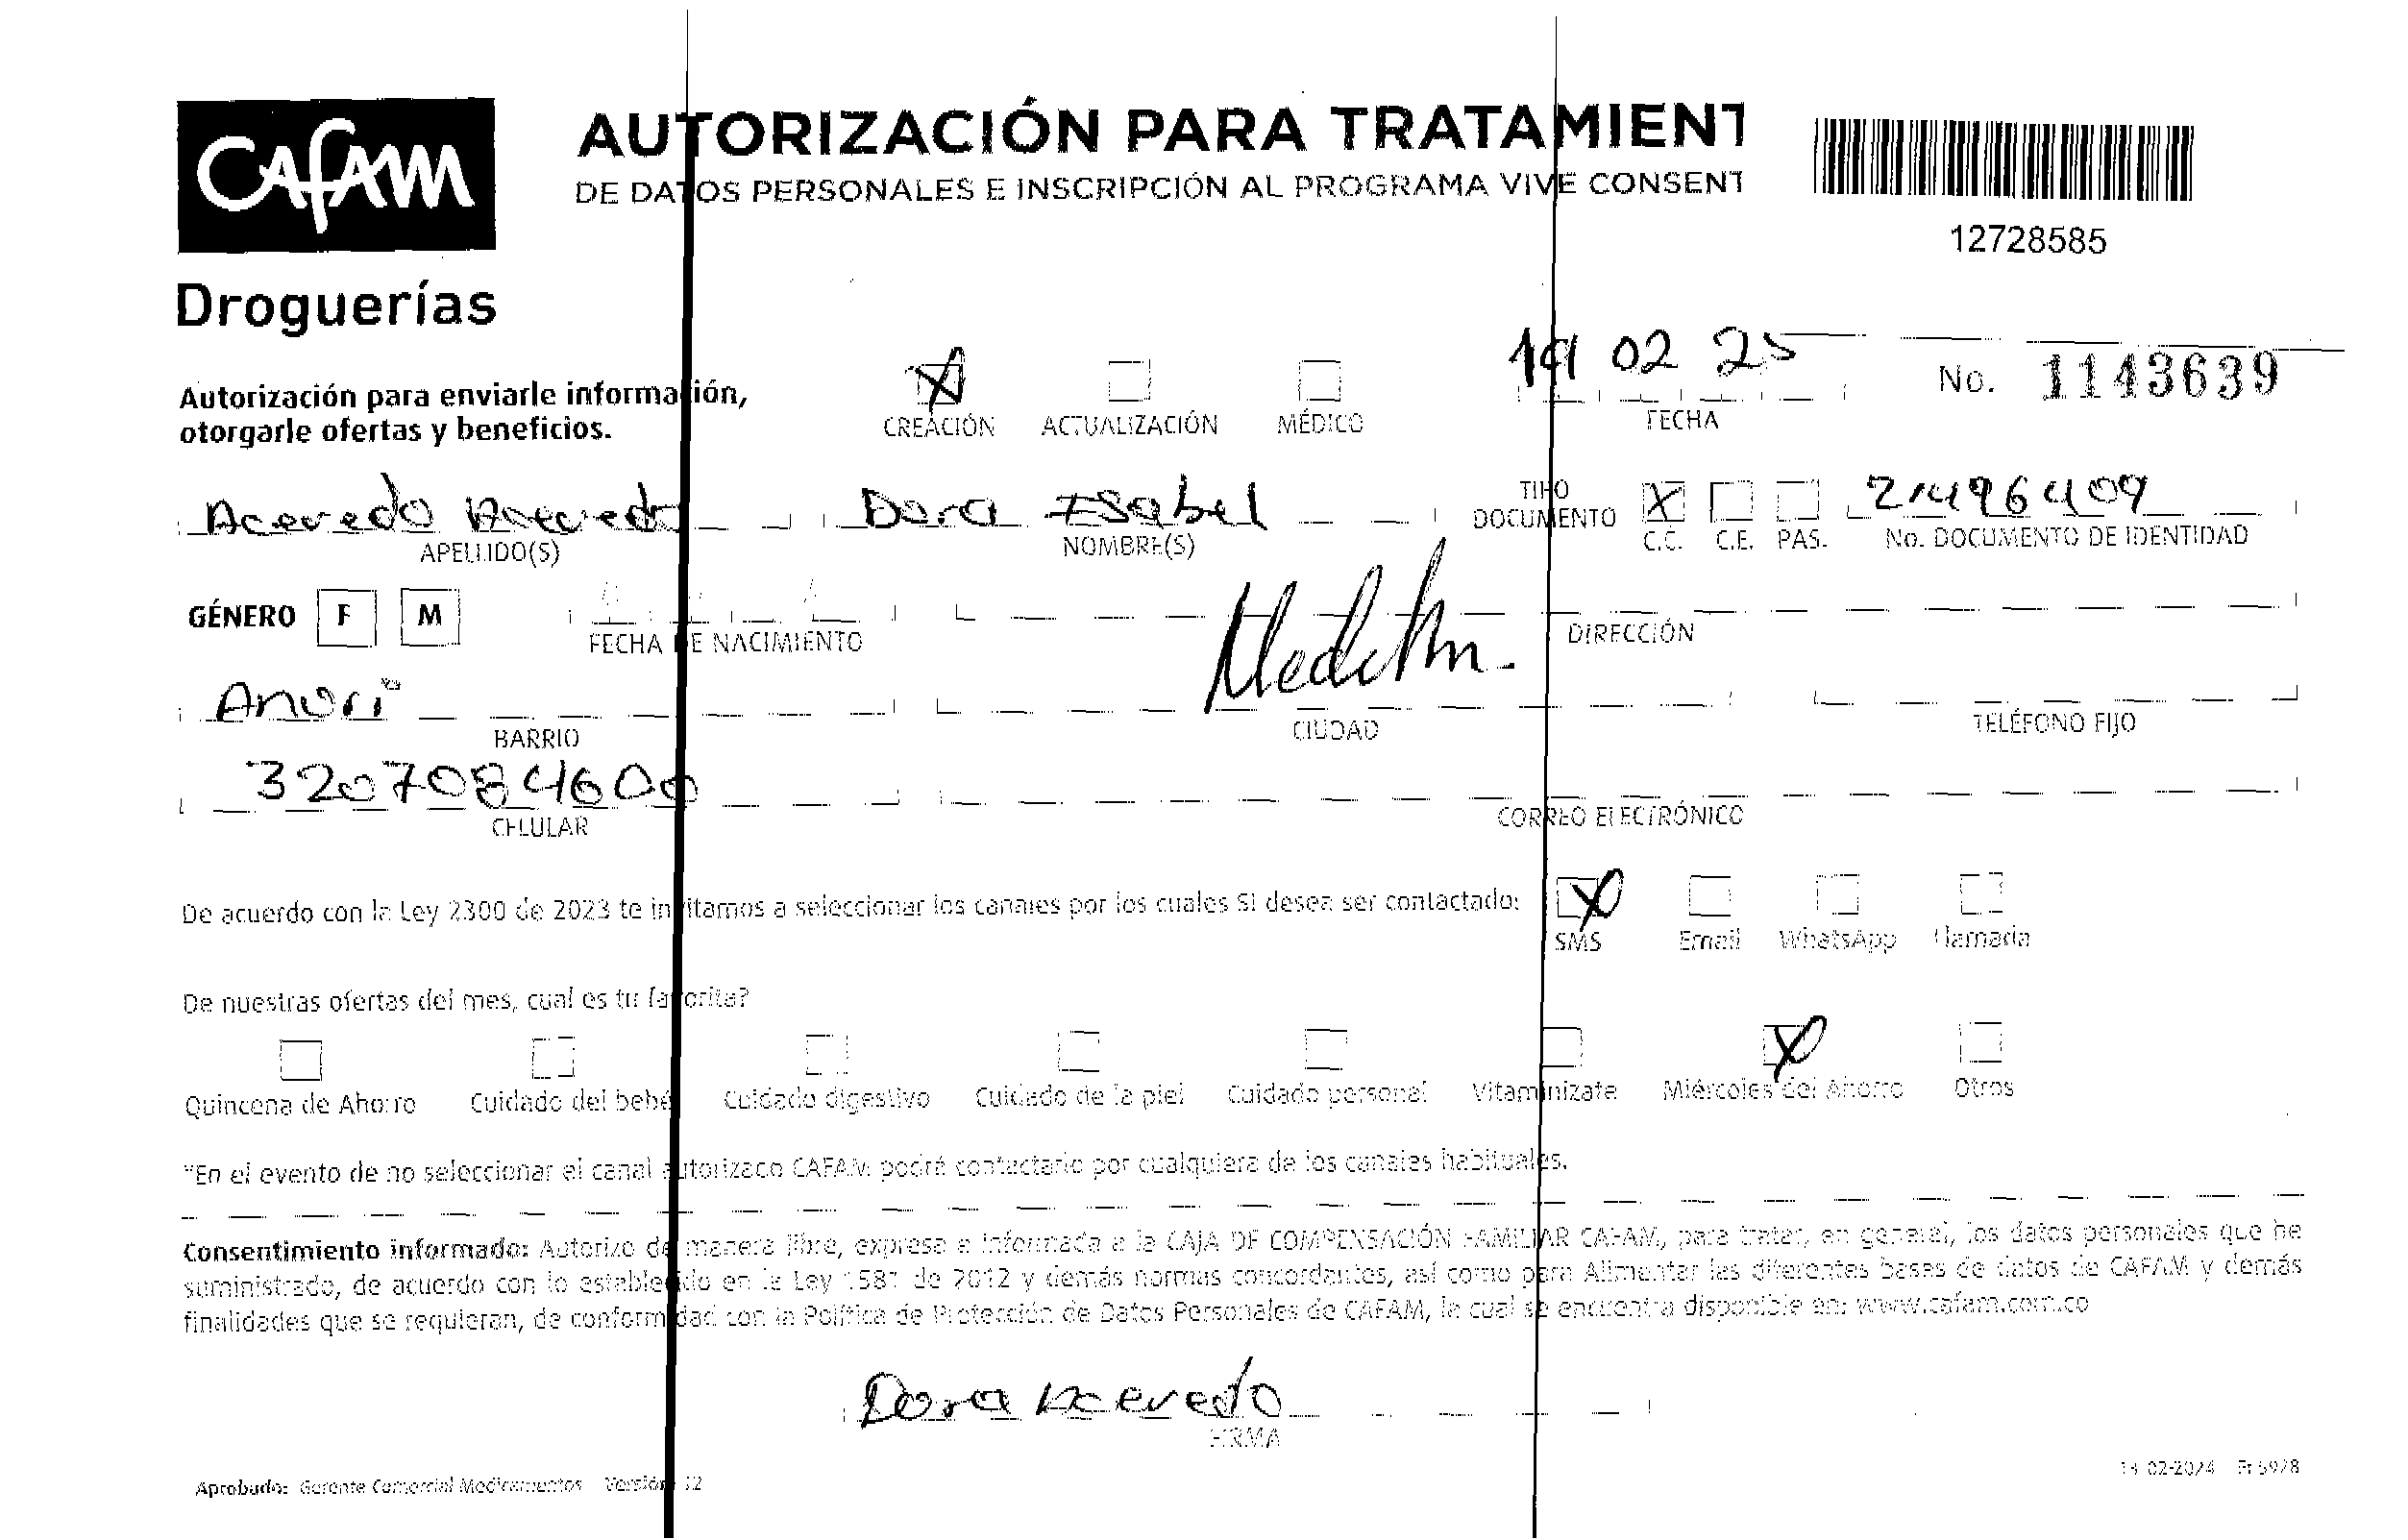 CAFAM
Droguerías
AUTORIZACIÓN PARA TRATAMIENT
DE DATOS PERSONALES E INSCRIPCIÓN AL PROGRAMA VIVE CONSENT
12728585
Autorización para enviarle información,
otorgarle ofertas y beneficios.
CREACIÓN ACTUALIZACIÓN MÉDICO
19 02 25
FECHA
No. 1143639
Acevedo Acevedo Dora Isabel
APELLIDO(S) NOMBRE(S)
TIPO
DOCUMENTO
C.C. C.E. PAS.
21496409
No. DOCUMENTO DE IDENTIDAD
GÉNERO F M
FECHA DE NACIMIENTO DIRECCIÓN
Anori Medellin.
BARRIO CIUDAD TELÉFONO FIJO
3207084600
CELULAR CORREO ELECTRÓNICO
De acuerdo con la Ley 2300 de 2023 te invitamos a seleccionar los canales por los cuales SI desea ser contactado:
SMS Email WhatsApp Llamada
De nuestras ofertas del mes, cual es tu favorita?
Quincena de Ahorro Cuidado del bebé Cuidado digestivo Cuidado de la piel Cuidado personal Vitaminizate Miércoles del Ahorro Otros
"En el evento de no seleccionar el canal autorizaco CAFAM podrá contactarlo por cualquiera de los canales habituales.
Consentimiento informado: Autorizo de manera libre, expresa e informada a la CAJA DE COMPENSACIÓN FAMILIAR CAFAM, para tratar, en general, los datos personales que he
suministrado, de acuerdo con lo establecido en la Ley 1581 de 2012 y demás normas concordantes, así como para Alimentar las diferentes bases de datos de CAFAM y demás
finalidades que se requieran, de conformidad con la Política de Protección de Datos Personales de CAFAM, la cual se encuentra disponible en: www.cafam.com.co
Dora Acevedo
FIRMA
Aprobado: Gerente Comercial Medicamentos Versión 12
02-2024